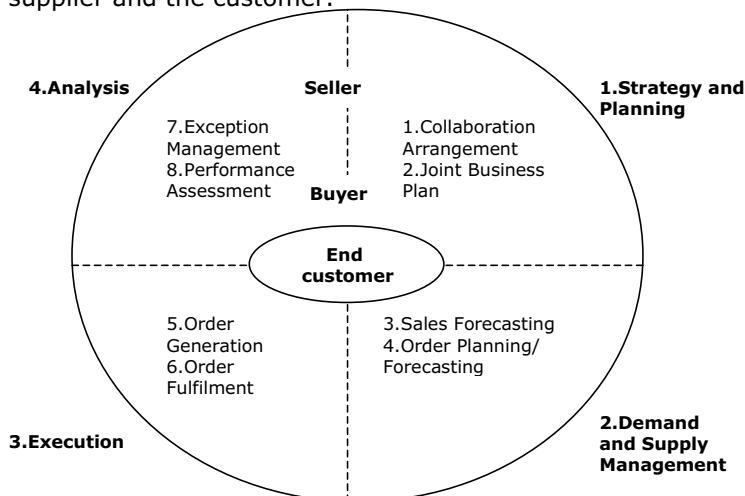 supplier and the customer.
4.Analysis
Seller
1.Strategy and
Planning
7.Exception
Management
8.Performance
Assessment
1.Collaboration
Arrangement
2.Joint Business
Plan
Buyer
End
customer
5.Order
Generation
6.Order
Fulfilment
3.Sales Forecasting
4.Order Planning/
Forecasting
3.Execution
2.Demand
and Supply
Management